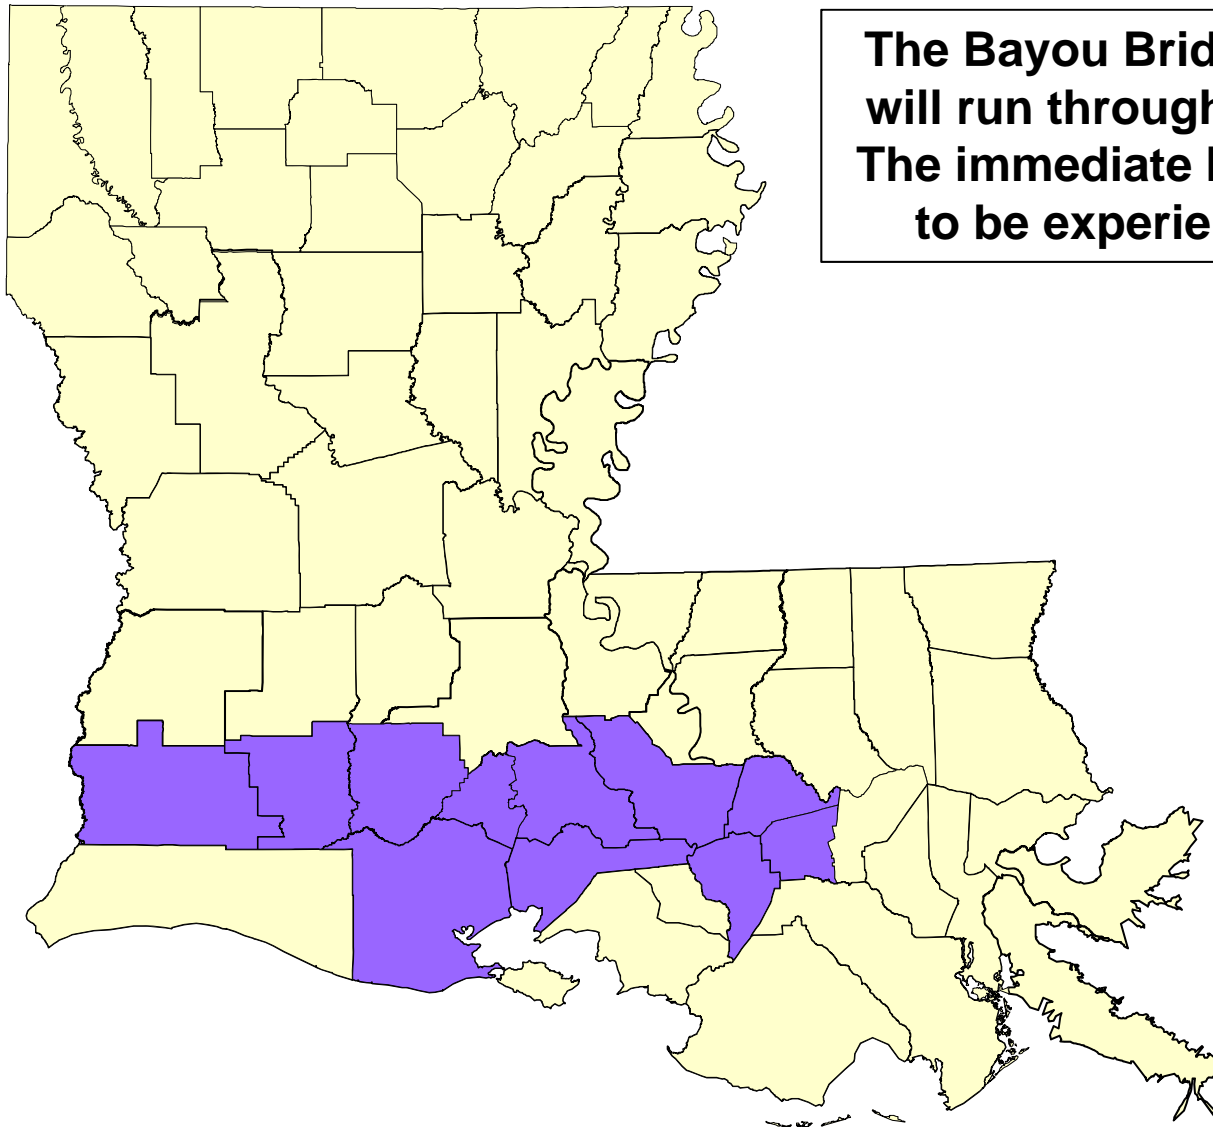 The Bayou Brid
will run through
The immediate
to be experie